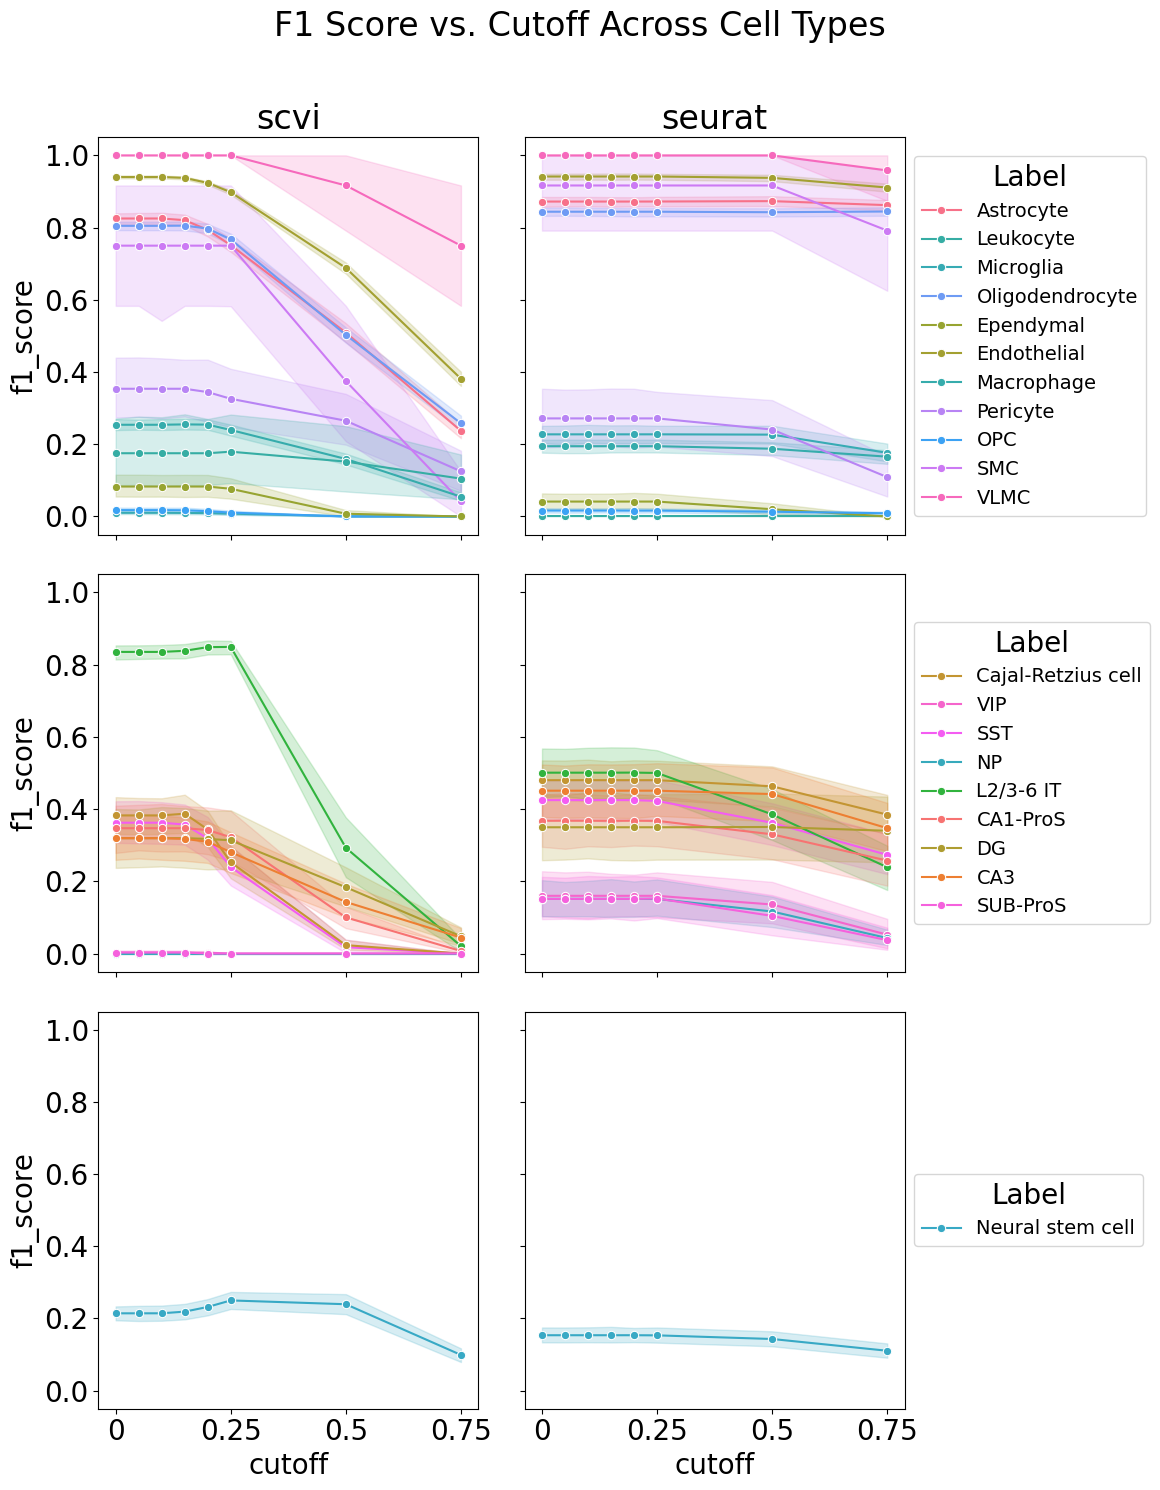 F1 Score vs. Cutoff Across Cell Types
scvi
seurat
1.0
0.8
0.6
0.4
0.2
0.0
f1_score
Label
Astrocyte
Leukocyte
Microglia
Oligodendrocyte
Ependymal
Endothelial
Macrophage
Pericyte
OPC
SMC
VLMC
1.0
0.8
0.6
0.4
0.2
0.0
f1_score
Label
Cajal-Retzius cell
VIP
SST
NP
L2/3-6 IT
CA1-ProS
DG
CA3
SUB-ProS
1.0
0.8
0.6
0.4
0.2
0.0
f1_score
Label
Neural stem cell
0 0.25 0.5 0.75
cutoff
0 0.25 0.5 0.75
cutoff